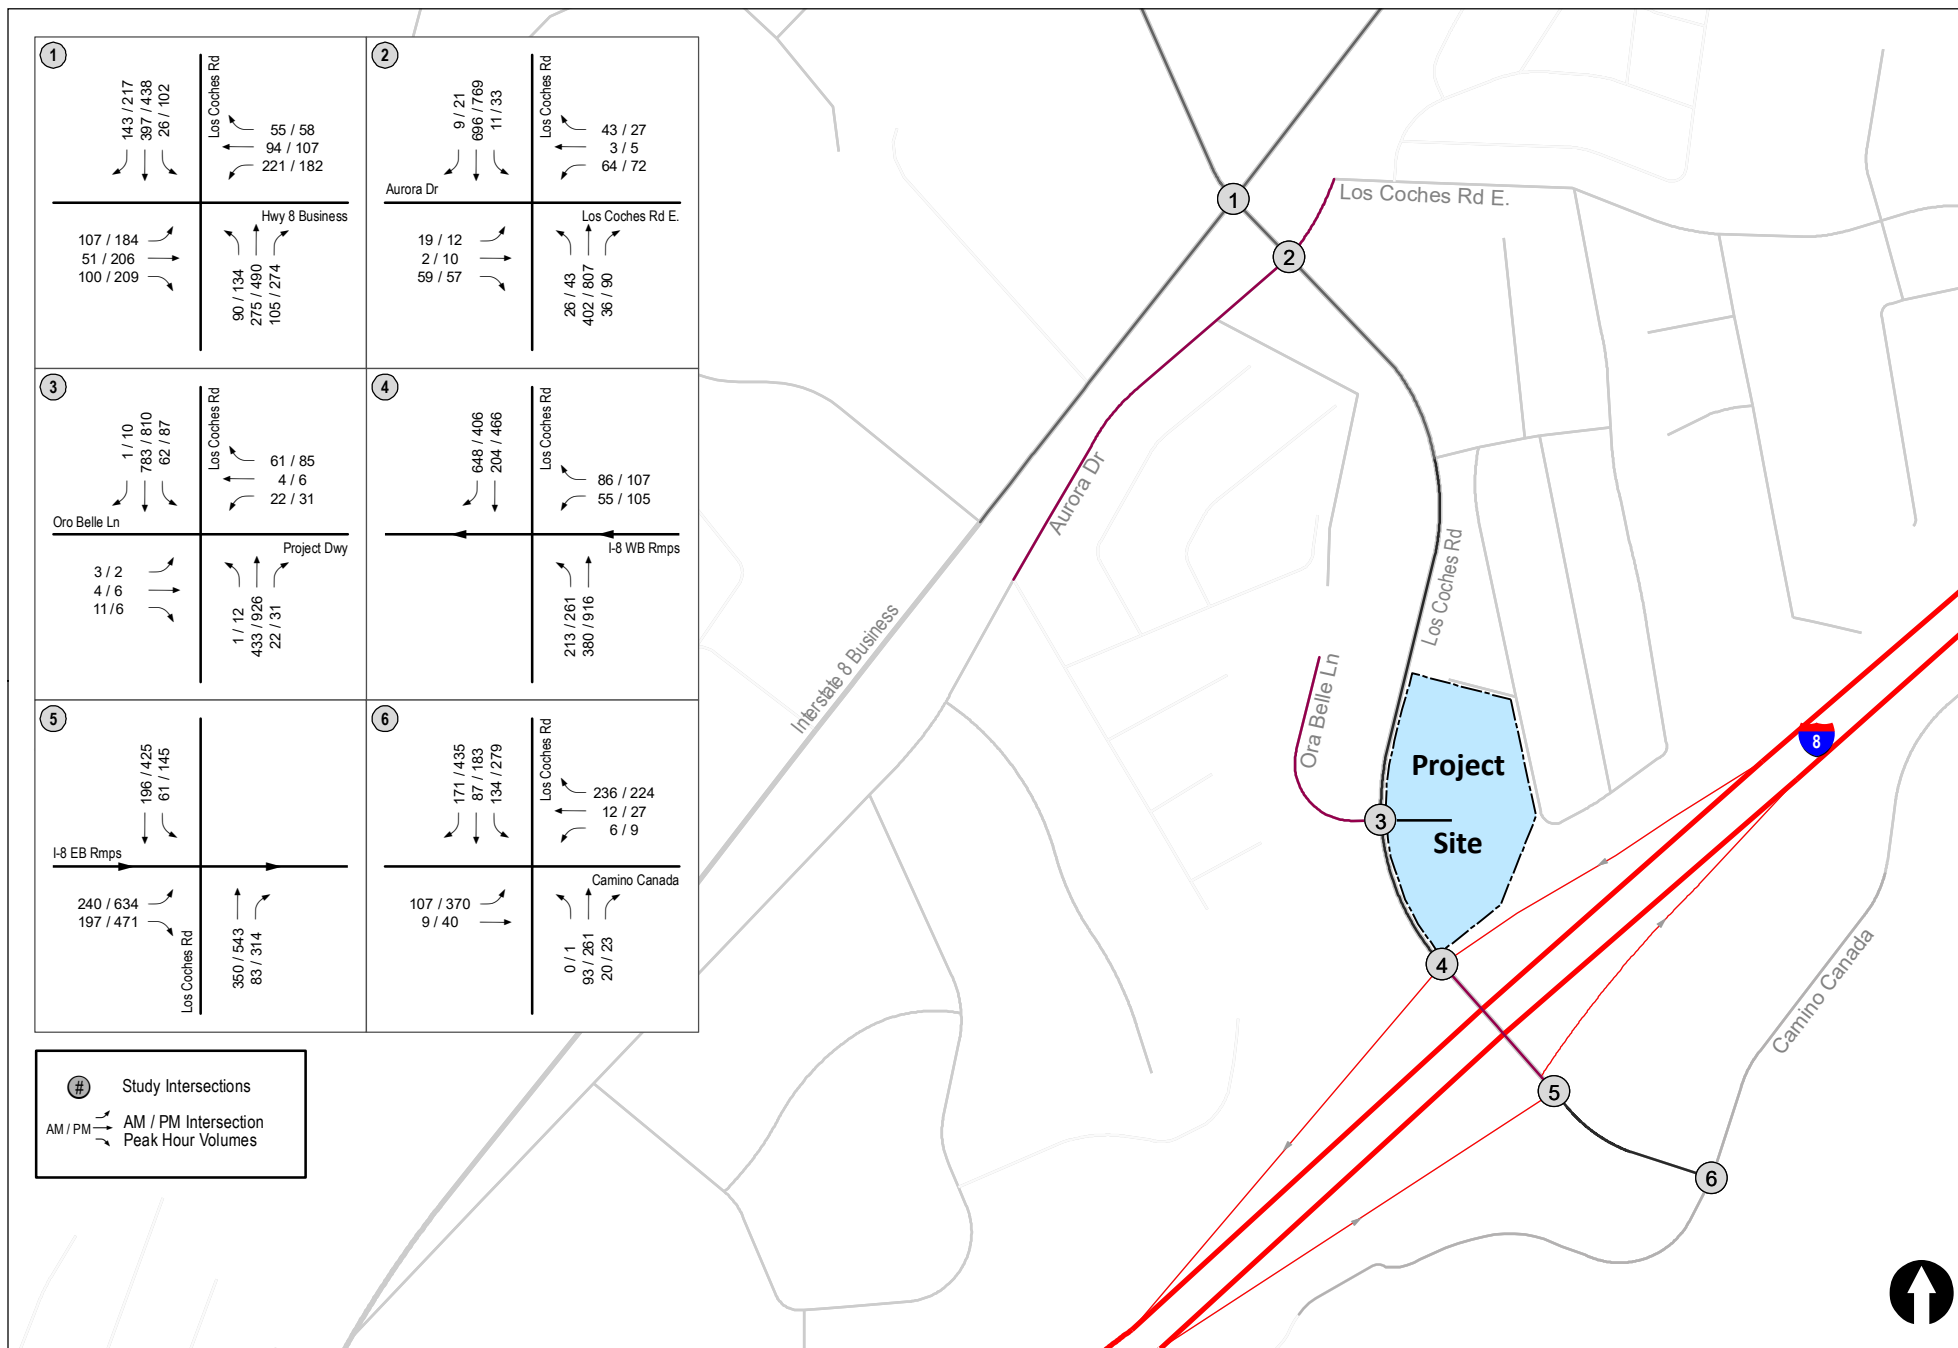 1
Los Coches Rd
143 / 217
397 / 438
26 / 102
55 / 58
94 / 107
221 / 182
Hwy 8 Business
107 / 184
51 / 206
100 / 209
90 / 134
275 / 490
105 / 274
2
Los Coches Rd
9 / 21
696 / 769
11 / 33
43 / 27
3 / 5
64 / 72
Aurora Dr
Los Coches Rd E.
19 / 12
2 / 10
59 / 57
26 / 43
402 / 807
36 / 90
3
Los Coches Rd
1 / 10
783 / 810
62 / 87
61 / 85
4 / 6
22 / 31
Oro Belle Ln
Project Dwy
3 / 2
4 / 6
11/6
1 / 12
433 / 926
22 / 31
4
Los Coches Rd
648 / 406
204 / 466
86 / 107
55 / 105
I-8 WB Rmps
213 / 261
380 / 916
5
196 / 425
61 / 145
I-8 EB Rmps
240 / 634
197 / 471
Los Coches Rd
350 / 543
83 / 314
6
Los Coches Rd
171 / 435
87 / 183
134 / 279
236 / 224
12 / 27
6 / 9
Camino Canada
107 / 370
9 / 40
0 / 1
93 / 261
20 / 23
# Study Intersections
AM / PM AM / PM Intersection
Peak Hour Volumes
1
Los Coches Rd E.
2
Aurora Dr
Los Coches Rd
Interstate 8 Business
Ora Belle Ln
Project
Site
8
3
4
Camino Canada
5
6